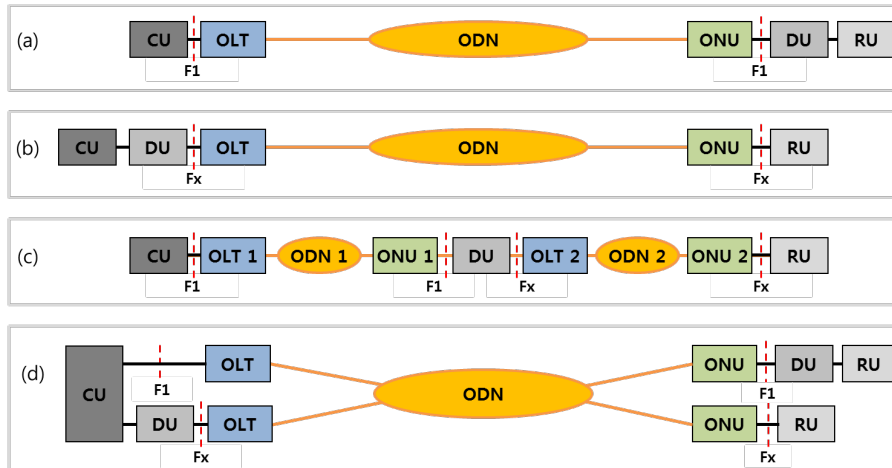 (a) CU OLT ODN ONU DU RU
F1 F1
(b) CU DU OLT ODN ONU RU
Fx Fx
(c) CU OLT 1 ODN 1 ONU 1 DU OLT 2 ODN 2 ONU 2 RU
F1 F1 Fx Fx
OLT ONU DU RU
(d) CU F1 ODN F1
DU OLT ONU RU
Fx Fx